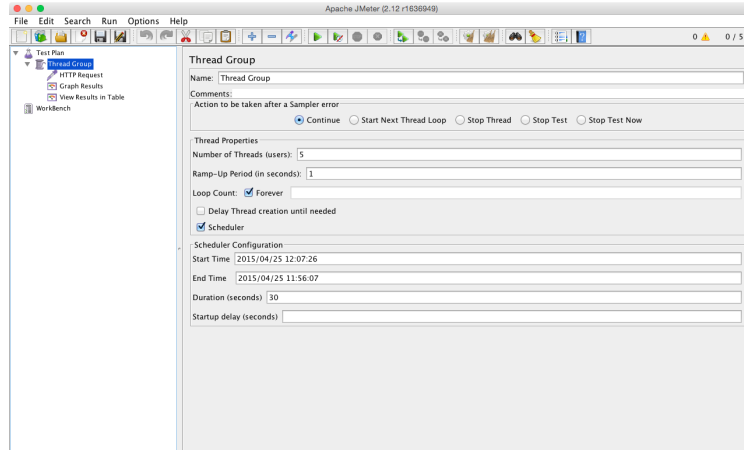 Apache JMeter (2.12 r1636949)
File Edit Search Run Options Help
0 0 / 5
Test Plan
Thread Group
HTTP Request
Graph Results
View Results in Table
WorkBench
Thread Group
Name: Thread Group
Comments:
Action to be taken after a Sampler error
Continue Start Next Thread Loop Stop Thread Stop Test Stop Test Now
Thread Properties
Number of Threads (users): 5
Ramp-Up Period (in seconds): 1
Loop Count: Forever
Delay Thread creation until needed
Scheduler
Scheduler Configuration
Start Time 2015/04/25 12:07:26
End Time 2015/04/25 11:56:07
Duration (seconds) 30
Startup delay (seconds)